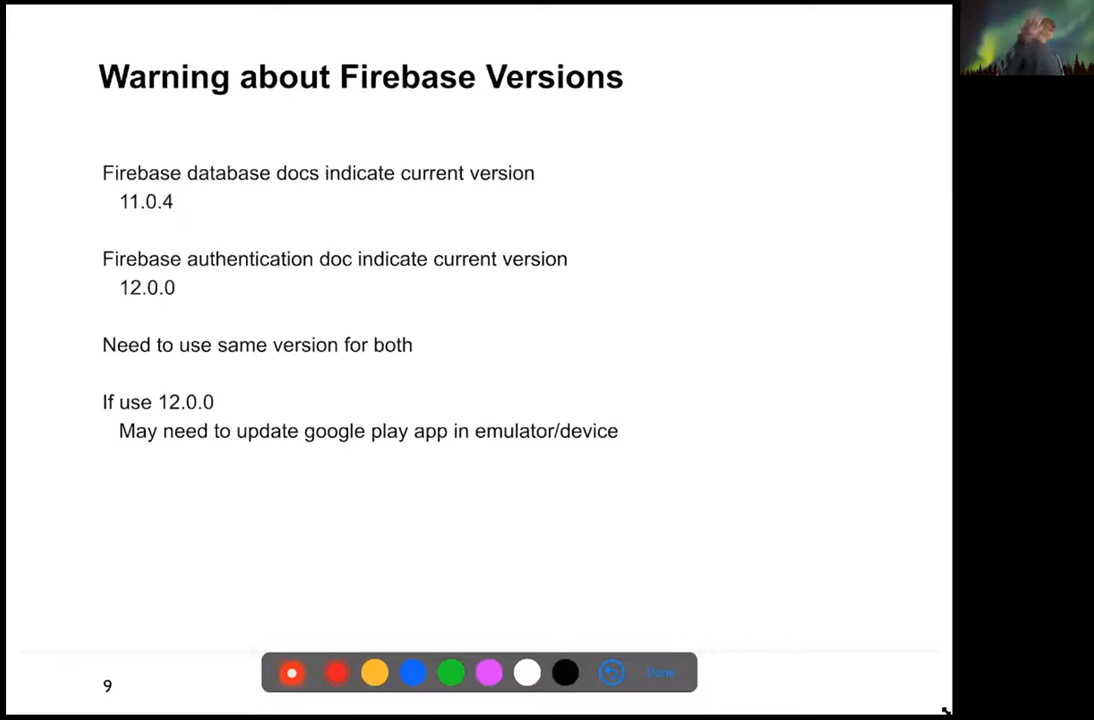 Warning about Firebase Versions
Firebase database docs indicate current version
11.0.4
Firebase authentication doc indicate current version
12.0.0
Need to use same version for both
If use 12.0.0
May need to update google play app in emulator/device
9
Done